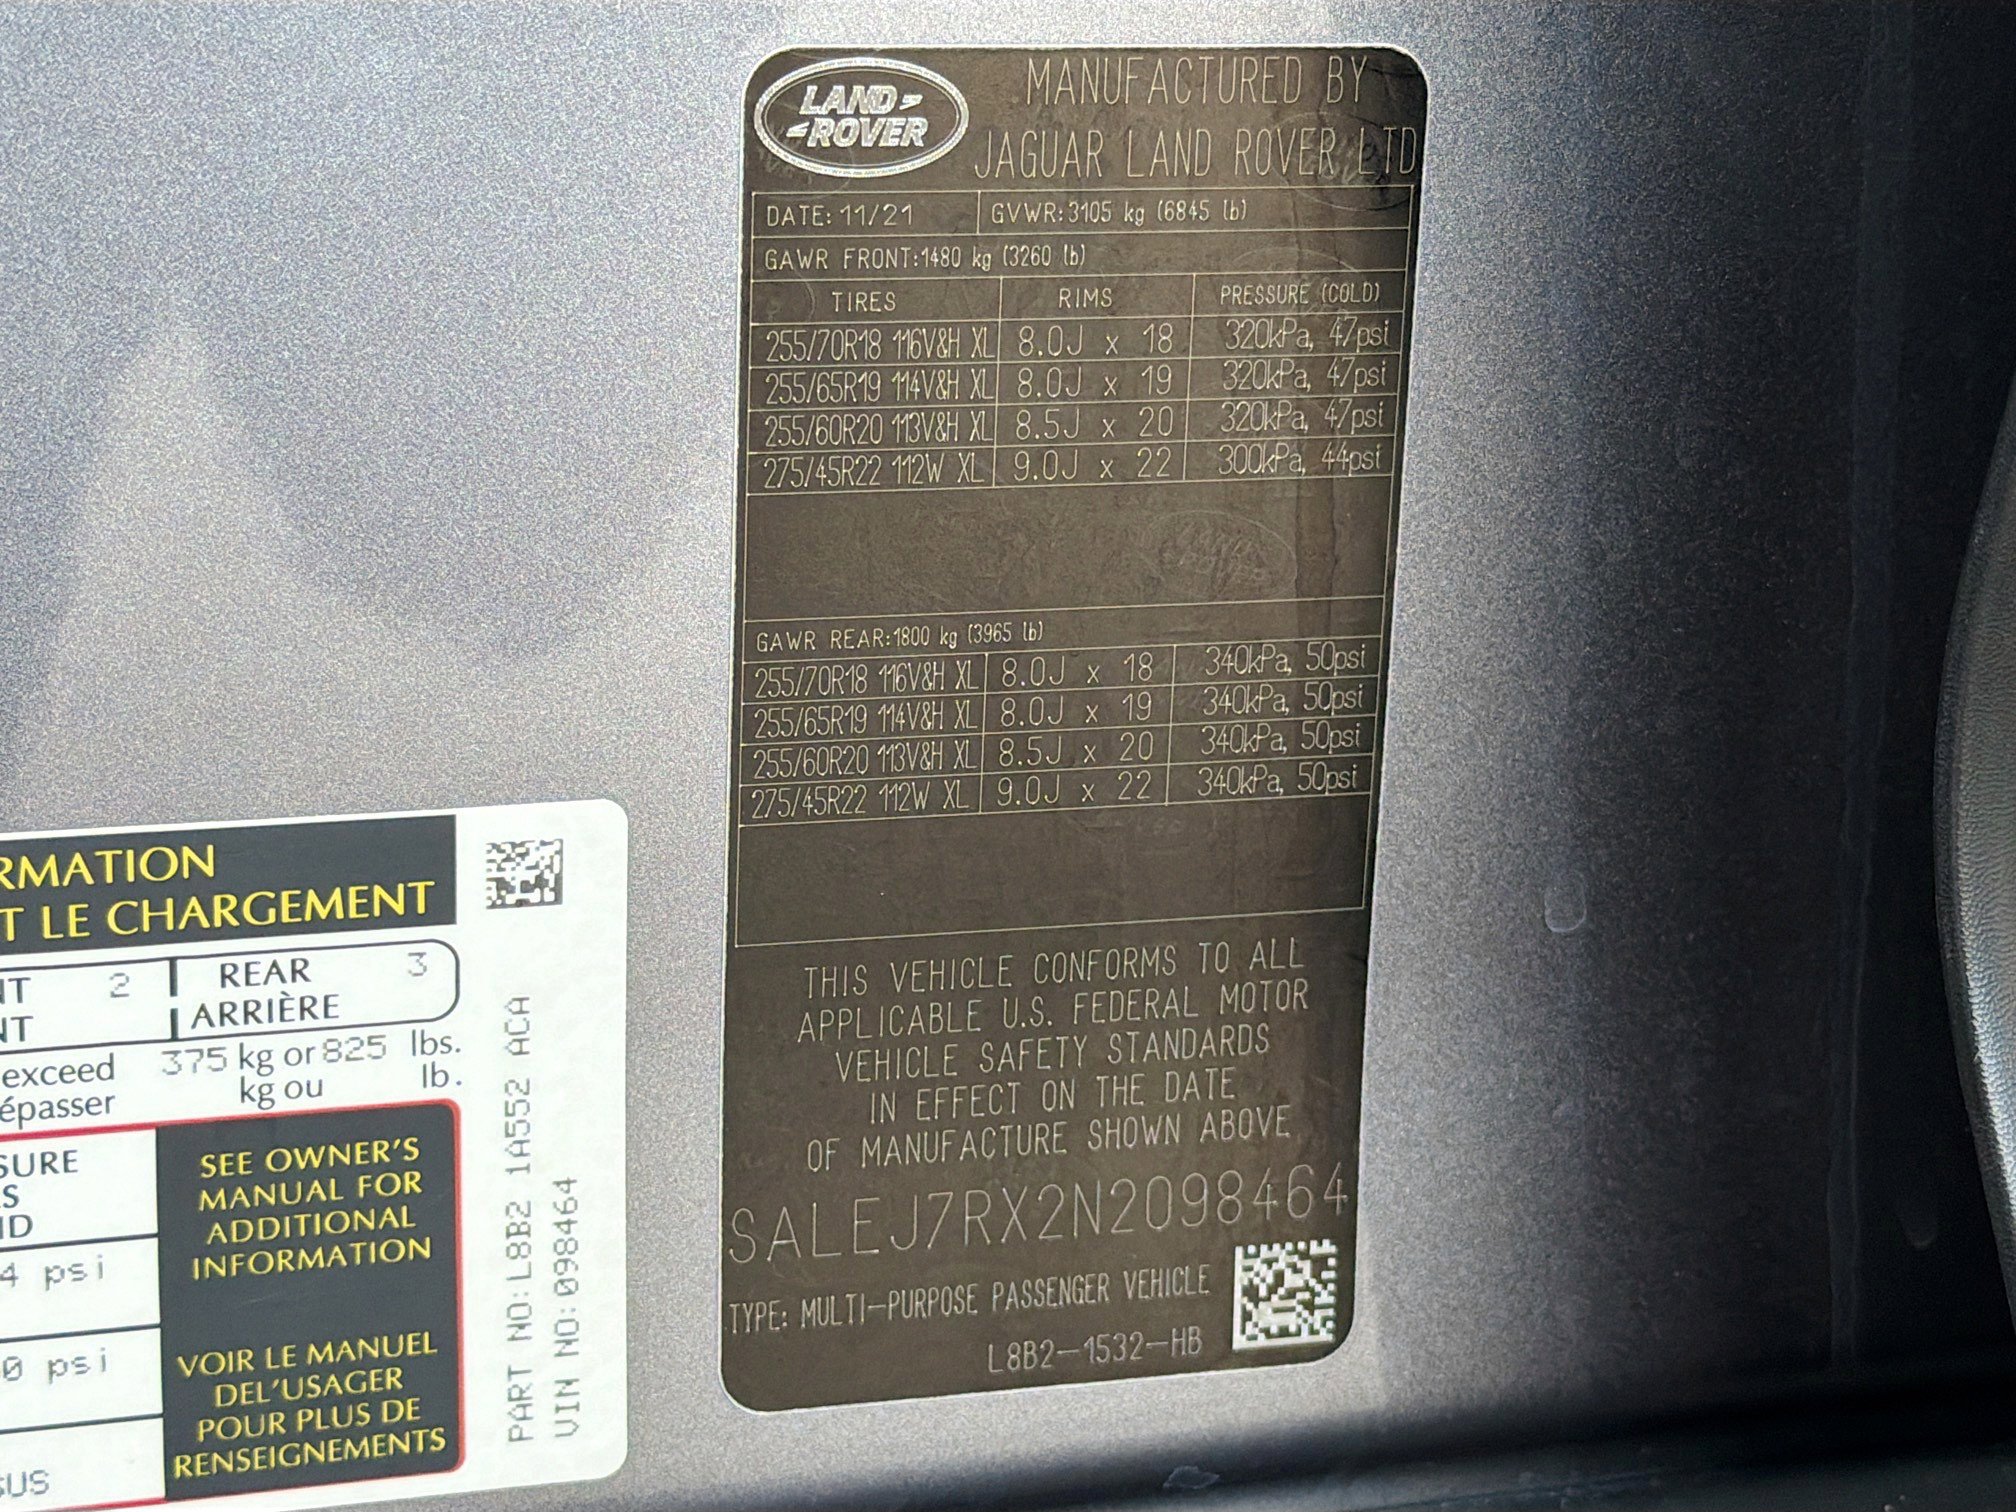 LAND
ROVER
MANUFACTURED BY
JAGUAR LAND ROVER LTD
DATE: 11/21 GVWR: 3105 kg (6845 lb)
GAWR FRONT: 1480 kg (3260 lb)
TIRES RIMS PRESSURE (COLD)
255/70R18 116V&H XL 8.0J x 18 320kPa, 47psi
255/65R19 114V&H XL 8.0J x 19 320kPa, 47psi
255/60R20 113V&H XL 8.5J x 20 320kPa, 47psi
275/45R22 112W XL 9.0J x 22 300kPa, 44psi
GAWR REAR: 1800 kg (3965 lb)
255/70R18 116V&H XL 8.0J x 18 340kPa, 50psi
255/65R19 114V&H XL 8.0J x 19 340kPa, 50psi
255/60R20 113V&H XL 8.5J x 20 340kPa, 50psi
275/45R22 112W XL 9.0J x 22 340kPa, 50psi
THIS VEHICLE CONFORMS TO ALL
APPLICABLE U.S. FEDERAL MOTOR
VEHICLE SAFETY STANDARDS
IN EFFECT ON THE DATE
OF MANUFACTURE SHOWN ABOVE
SALEJ7RX2N2098464
TYPE: MULTI-PURPOSE PASSENGER VEHICLE
L8B2-1532-HB
RMATION
T LE CHARGEMENT
NT 2 REAR 3
NT ARRIÈRE
exceed 375 kg or 825 lbs.
épasser kg ou lb.
SURE
S
ND
4 psi
0 psi
SUS
SEE OWNER'S
MANUAL FOR
ADDITIONAL
INFORMATION
VOIR LE MANUEL
DEL'USAGER
POUR PLUS DE
RENSEIGNEMENTS
PART NO: L8B2 1A552 ACA
VIN NO: 098464